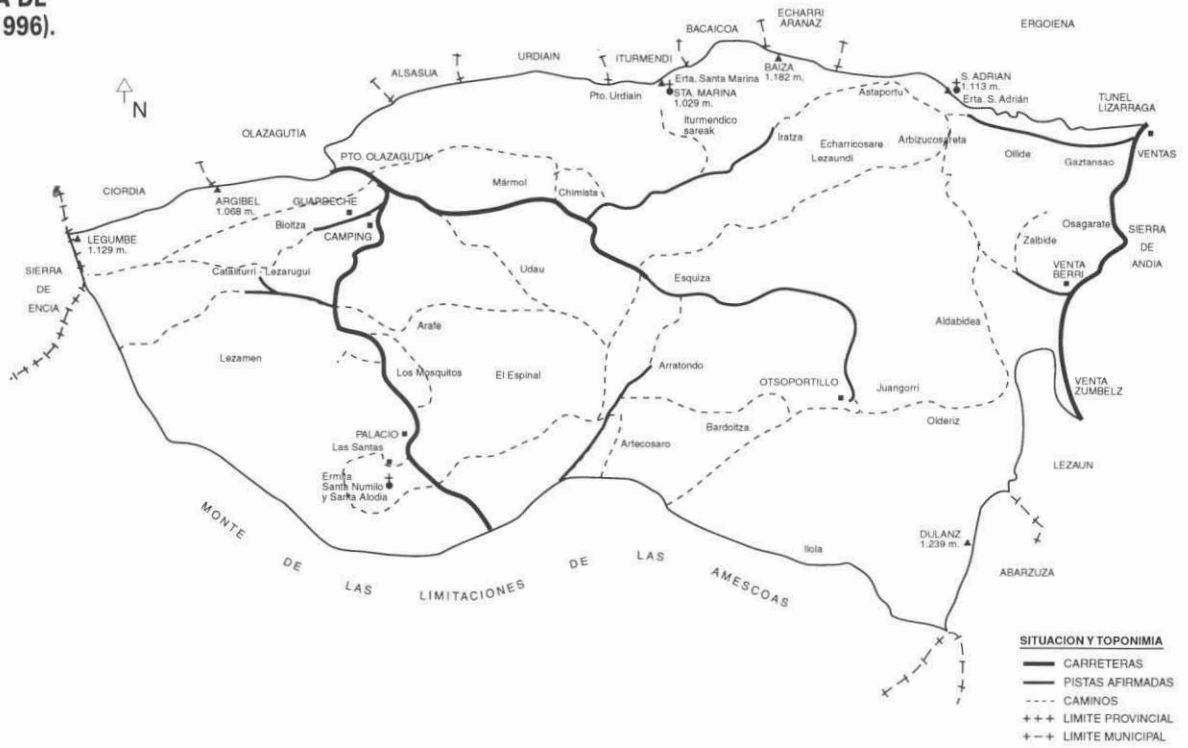 A DE
996).
ECHARRI
ARANAZ
ERGOIENA
BACAICOA
URDIAIN
ITURMENDI
ALSASUA
BAIZA
1.182 m.
Erta. Santa Marina
STA. MARINA
1.029 m.
Pto. Urdiain
Astaportu
S. ADRIAN
1.113 m.
Erta. S. Adrián
TUNEL
LIZARRAGA
N
OLAZAGUTIA
Iturmendico
sareak
Iratza
Echarricosare
Lezaundi
Arbizucosareta
Ollide
Gaztansao
VENTAS
PTO. OLAZAGUTIA
CIORDIA
ARGIBEL
1.068 m.
GUARBECHE
Mármol
Chimista
Bioitza
CAMPING
LEGUMBE
1.129 m.
Osagarate
Zalbide
SIERRA
DE
ANDIA
SIERRA
DE
ENCIA
Cataliturri - Lezarugui
Udau
Esquiza
VENTA
BERRI
Arafe
Aldabidea
Lezamen
Los Mosquitos
El Espinal
Arratondo
OTSOPORTILLO
Juangorri
VENTA
ZUMBELZ
Olderiz
PALACIO
Las Santas
Artecosaro
Bardoitza
LEZAUN
Ermita
Santa Numilo
y Santa Alodia
MONTE DE LAS LIMITACIONES DE LAS AMESCOAS
Ilola
DULANZ
1.239 m.
ABARZUZA
SITUACION Y TOPONIMIA
CARRETERAS
PISTAS AFIRMADAS
CAMINOS
LIMITE PROVINCIAL
LIMITE MUNICIPAL